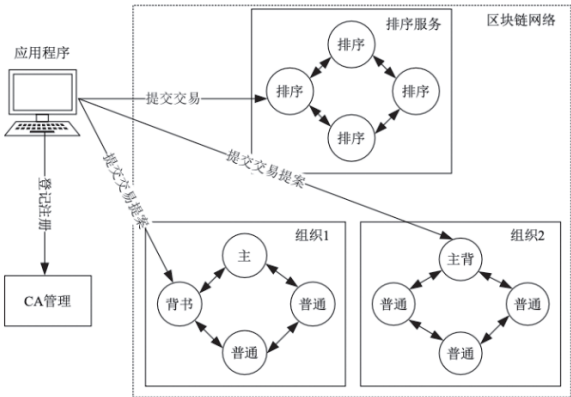 区块链网络
排序服务
应用程序
排序
排序
排序
排序
提交交易
提交交易提案
提交交易提案
登记注册
CA管理
组织1
主
背书
普通
普通
组织2
主背
普通
普通
普通